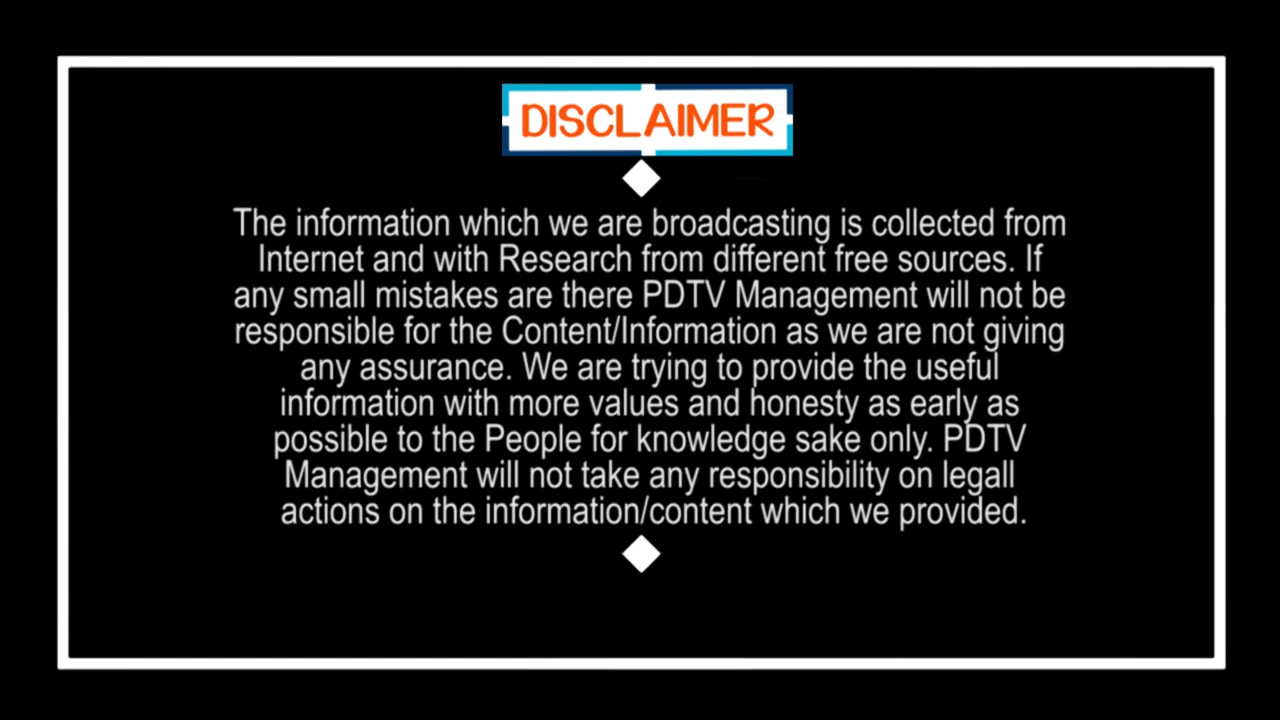 DISCLAIMER
The information which we are broadcasting is collected from
Internet and with Research from different free sources. If
any small mistakes are there PDTV Management will not be
responsible for the Content/Information as we are not giving
any assurance. We are trying to provide the useful
information with more values and honesty as early as
possible to the People for knowledge sake only. PDTV
Management will not take any responsibility on legall
actions on the information/content which we provided.